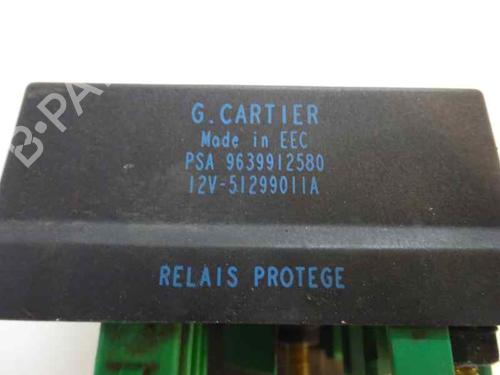 G.CARTIER
Made in EEC
PSA 9639912580
12V-51299011A
RELAIS PROTEGE